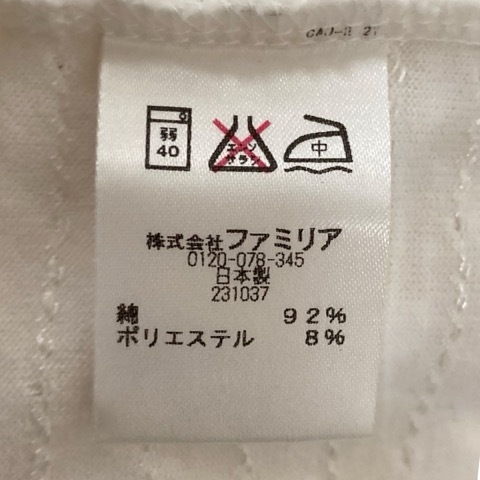 弱
40
エンソ
サラシ
中
株式会社ファミリア
0120-078-345
日本製
231037
綿 92%
ポリエステル 8%